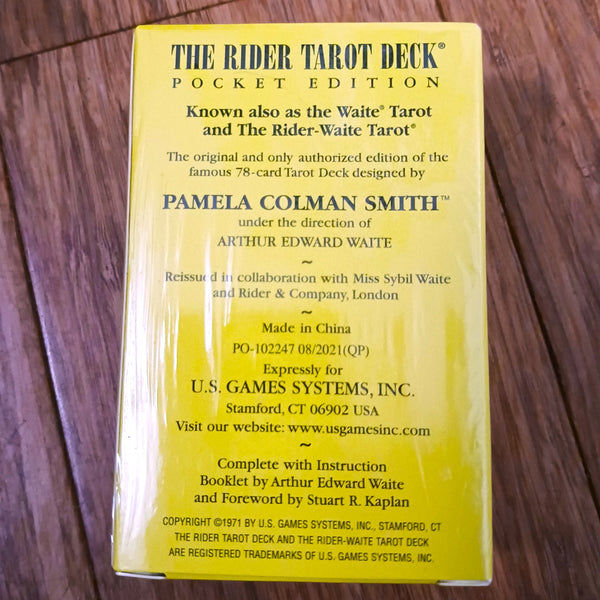 THE RIDER TAROT DECK®
POCKET EDITION
Known also as the Waite® Tarot
and The Rider-Waite Tarot®
The original and only authorized edition of the
famous 78-card Tarot Deck designed by
PAMELA COLMAN SMITH™
under the direction of
ARTHUR EDWARD WAITE
~
Reissued in collaboration with Miss Sybil Waite
and Rider & Company, London
~
Made in China
PO-102247 08/2021(QP)
Expressly for
U.S. GAMES SYSTEMS, INC.
Stamford, CT 06902 USA
Visit our website: www.usgamesinc.com
~
Complete with Instruction
Booklet by Arthur Edward Waite
and Foreword by Stuart R. Kaplan
COPYRIGHT ©1971 BY U.S. GAMES SYSTEMS, INC., STAMFORD, CT
THE RIDER TAROT DECK AND THE RIDER-WAITE TAROT DECK
ARE REGISTERED TRADEMARKS OF U.S. GAMES SYSTEMS, INC.